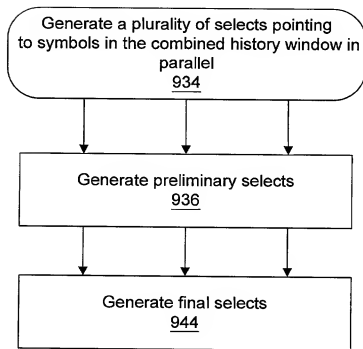 Generate a plurality of selects pointing
to symbols in the combined history window in
parallel
934
Generate preliminary selects
936
Generate final selects
944